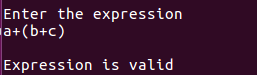 Enter the expression
a+(b+c)
Expression is valid